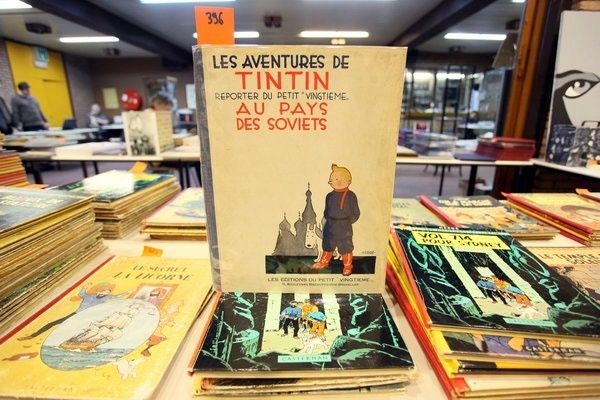 396
LES AVENTURES DE
TINTIN
REPORTER DU PETIT "VINGTIEME"
AU PAYS
DES SOVIETS
LES EDITIONS DU PETIT "VINGTIEME"
CASTERMAN
LE SECRET
DE LA LICORNE
VOL 714
POUR SYDNEY